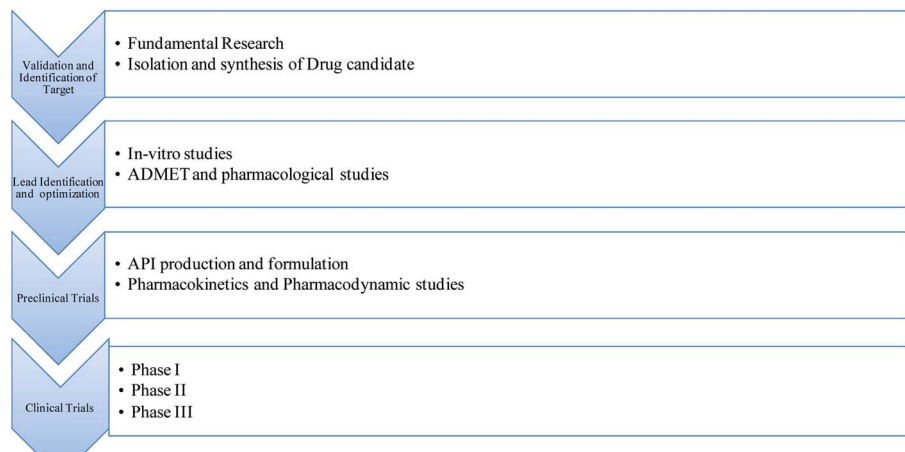 Validation and
Identification of
Target
• Fundamental Research
• Isolation and synthesis of Drug candidate
Lead Identification
and optimization
• In-vitro studies
• ADMET and pharmacological studies
Preclinical Trials
• API production and formulation
• Pharmacokinetics and Pharmacodynamic studies
Clinical Trials
• Phase I
• Phase II
• Phase III